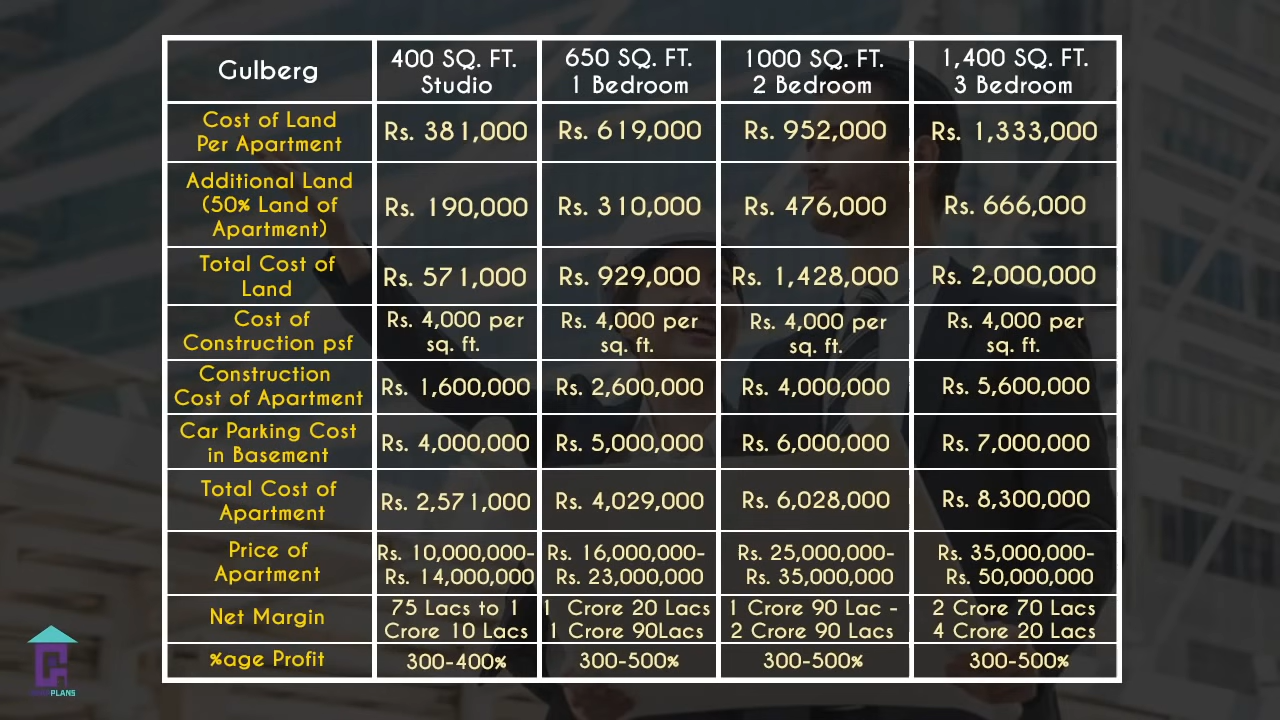 Gulberg
400 SQ. FT.
Studio
650 SQ. FT.
1 Bedroom
1000 SQ. FT.
2 Bedroom
1,400 SQ. FT.
3 Bedroom
Cost of Land
Per Apartment
Rs. 381,000
Rs. 619,000
Rs. 952,000
Rs. 1,333,000
Additional Land
(50% Land of
Apartment)
Rs. 190,000
Rs. 310,000
Rs. 476,000
Rs. 666,000
Total Cost of
Land
Rs. 571,000
Rs. 929,000
Rs. 1,428,000
Rs. 2,000,000
Cost of
Construction psf
Rs. 4,000 per
sq. ft.
Rs. 4,000 per
sq. ft.
Rs. 4,000 per
sq. ft.
Rs. 4,000 per
sq. ft.
Construction
Cost of Apartment
Rs. 1,600,000
Rs. 2,600,000
Rs. 4,000,000
Rs. 5,600,000
Car Parking Cost
in Basement
Rs. 4,000,000
Rs. 5,000,000
Rs. 6,000,000
Rs. 7,000,000
Total Cost of
Apartment
Rs. 2,571,000
Rs. 4,029,000
Rs. 6,028,000
Rs. 8,300,000
Price of
Apartment
Rs. 10,000,000-
Rs. 14,000,000
Rs. 16,000,000-
Rs. 23,000,000
Rs. 25,000,000-
Rs. 35,000,000
Rs. 35,000,000-
Rs. 50,000,000
Net Margin
75 Lacs to 1
Crore 10 Lacs
1 Crore 20 Lacs
1 Crore 90Lacs
1 Crore 90 Lac -
2 Crore 90 Lacs
2 Crore 70 Lacs
4 Crore 20 Lacs
%age Profit
300-400%
300-500%
300-500%
300-500%
PLANS